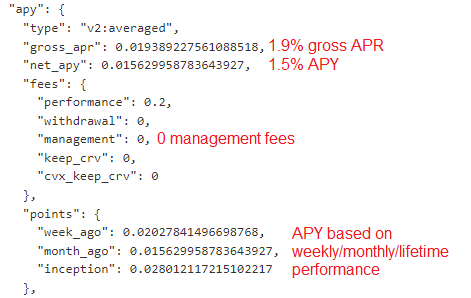 "apy": {
"type": "v2:averaged",
"gross_apr": 0.019389227561088518, 1.9% gross APR
"net_apy": 0.015629958783643927, 1.5% APY
"fees": {
"performance": 0.2,
"withdrawal": 0,
"management": 0, 0 management fees
"keep_crv": 0,
"cvx_keep_crv": 0
},
"points": {
"week_ago": 0.02027841496698768, APY based on
"month_ago": 0.015629958783643927, weekly/monthly/lifetime
"inception": 0.028012117215102217 performance
},